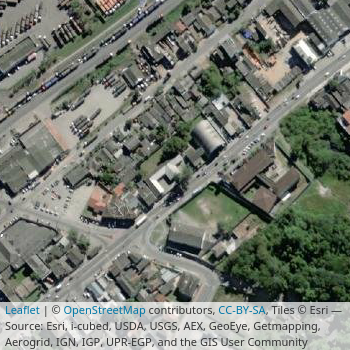 Leaflet | © OpenStreetMap contributors, CC-BY-SA, Tiles © Esri —
Source: Esri, i-cubed, USDA, USGS, AEX, GeoEye, Getmapping,
Aerogrid, IGN, IGP, UPR-EGP, and the GIS User Community